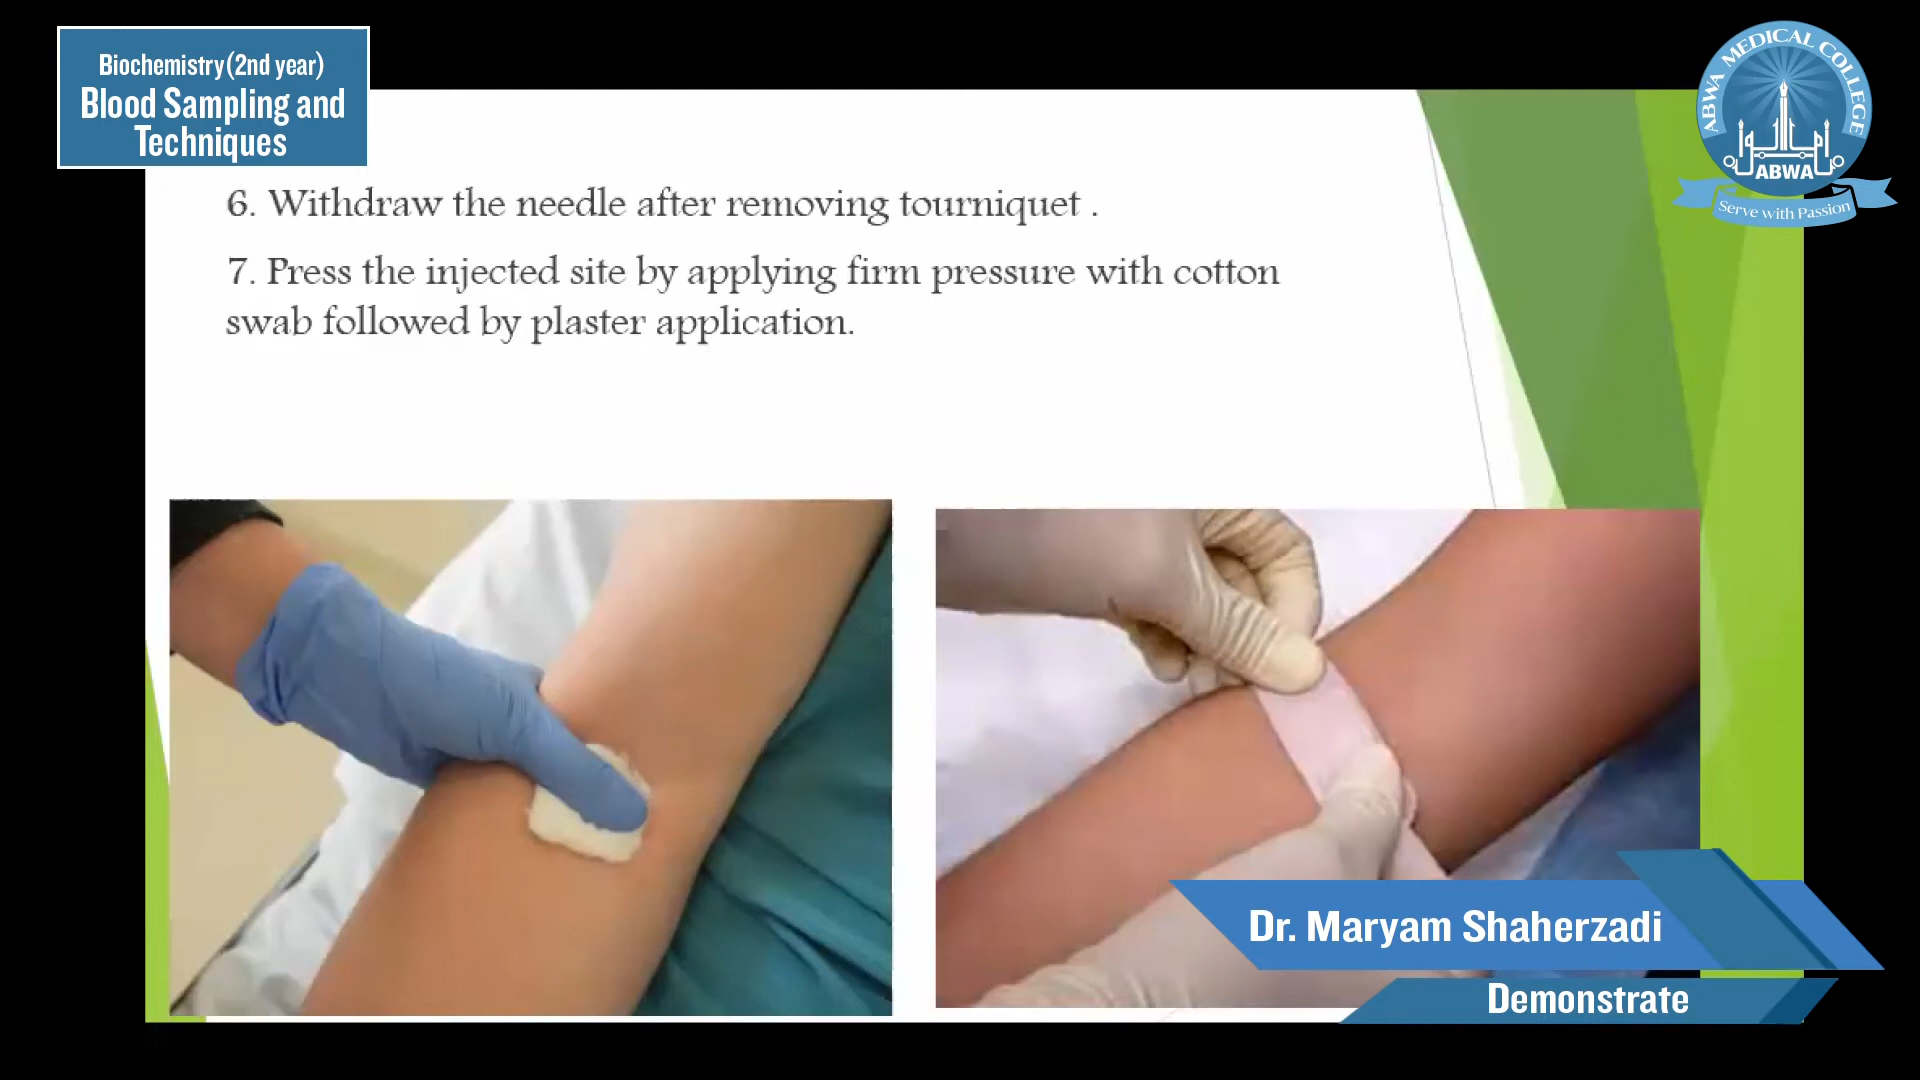 Biochemistry(2nd year)
Blood Sampling and
Techniques
ABWA MEDICAL COLLEGE
ABWA
Serve with Passion
6. Withdraw the needle after removing tourniquet .
7. Press the injected site by applying firm pressure with cotton
swab followed by plaster application.
Dr. Maryam Shaherzadi
Demonstrate